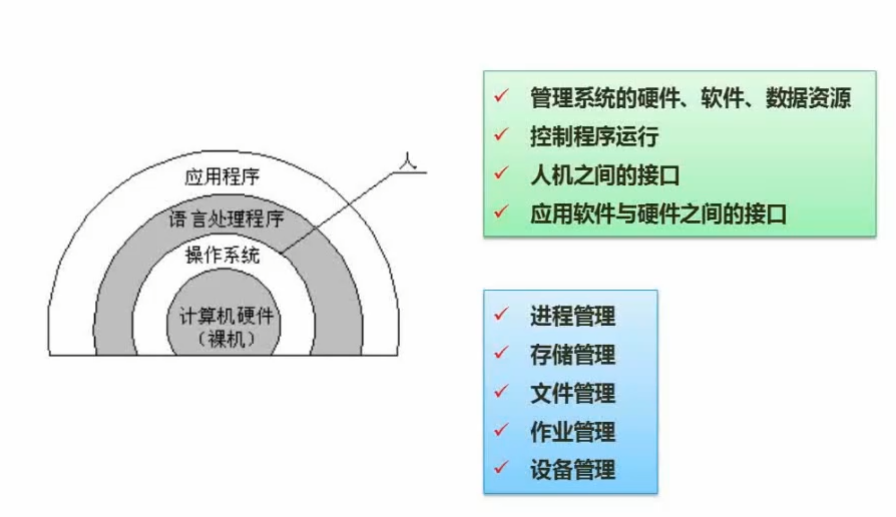 人
应用程序
语言处理程序
操作系统
计算机硬件
（裸机）
管理系统的硬件、软件、数据资源
控制程序运行
人机之间的接口
应用软件与硬件之间的接口
进程管理
存储管理
文件管理
作业管理
设备管理